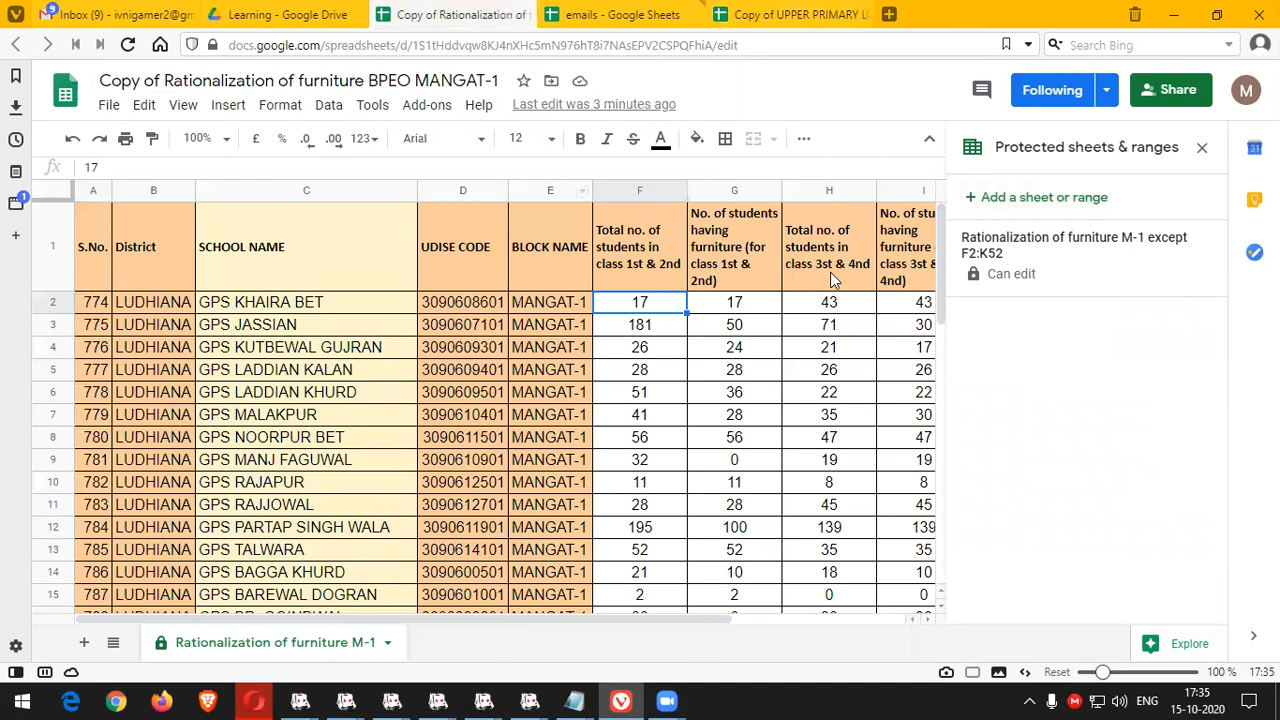 Inbox (9) - ivnigamer2@gm
Learning - Google Drive
Copy of Rationalization of f
emails - Google Sheets
Copy of UPPER PRIMARY LU
docs.google.com/spreadsheets/d/1S1tHddvqw8KJ4nXHc5mN976hT8i7NAsEPV2CSPQFhiA/edit
Search Bing
Copy of Rationalization of furniture BPEO MANGAT-1
Following
Share
M
File Edit View Insert Format Data Tools Add-ons Help Last edit was 3 minutes ago
100% £ % .0 .00 123 Arial 12 B I S A
fx 17
Protected sheets & ranges
+ Add a sheet or range
Rationalization of furniture M-1 except F2:K52
Can edit
A B C D E F G H I
1 S.No. District SCHOOL NAME UDISE CODE BLOCK NAME Total no. of students in class 1st & 2nd No. of students having furniture (for class 1st & 2nd) Total no. of students in class 3st & 4nd No. of stu having furniture class 3st & 4nd)
2 774 LUDHIANA GPS KHAIRA BET 3090608601 MANGAT-1 17 17 43 43
3 775 LUDHIANA GPS JASSIAN 3090607101 MANGAT-1 181 50 71 30
4 776 LUDHIANA GPS KUTBEWAL GUJRAN 3090609301 MANGAT-1 26 24 21 17
5 777 LUDHIANA GPS LADDIAN KALAN 3090609401 MANGAT-1 28 28 26 26
6 778 LUDHIANA GPS LADDIAN KHURD 3090609501 MANGAT-1 51 36 22 22
7 779 LUDHIANA GPS MALAKPUR 3090610401 MANGAT-1 41 28 35 30
8 780 LUDHIANA GPS NOORPUR BET 3090611501 MANGAT-1 56 56 47 47
9 781 LUDHIANA GPS MANJ FAGUWAL 3090610901 MANGAT-1 32 0 19 19
10 782 LUDHIANA GPS RAJAPUR 3090612501 MANGAT-1 11 11 8 8
11 783 LUDHIANA GPS RAJJOWAL 3090612701 MANGAT-1 28 28 45 45
12 784 LUDHIANA GPS PARTAP SINGH WALA 3090611901 MANGAT-1 195 100 139 139
13 785 LUDHIANA GPS TALWARA 3090614101 MANGAT-1 52 52 35 35
14 786 LUDHIANA GPS BAGGA KHURD 3090600501 MANGAT-1 21 10 18 10
15 787 LUDHIANA GPS BAREWAL DOGRAN 3090601001 MANGAT-1 2 2 0 0
Rationalization of furniture M-1
Explore
Reset 100 %
ENG
17:35
15-10-2020